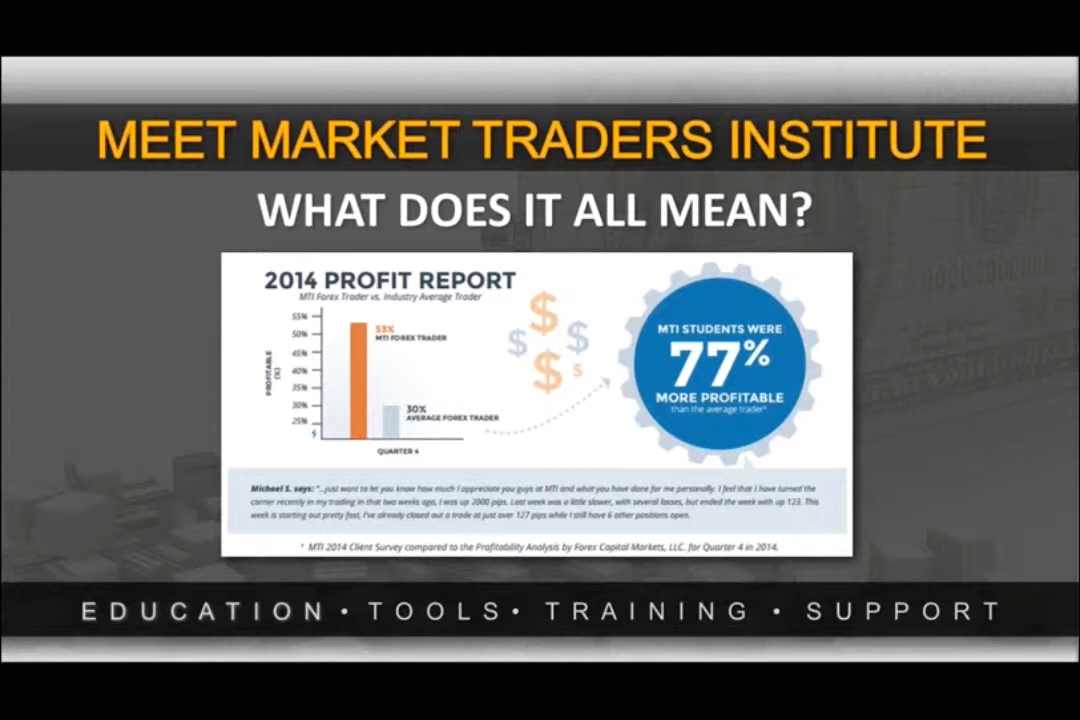 MEET MARKET TRADERS INSTITUTE
WHAT DOES IT ALL MEAN?
2014 PROFIT REPORT
MTI Forex Trader vs. Industry Average Trader
PROFITABLE
(%)
55%
50%
45%
40%
35%
30%
25%
53%
MTI FOREX TRADER
30%
AVERAGE FOREX TRADER
QUARTER 4
$
$
$
$
$
MTI STUDENTS WERE
77%
MORE PROFITABLE
than the average trader¹
Michael S. says: "...just want to let you know how much I appreciate you guys at MTI and what you have done for me personally. I feel that I have turned the
corner recently in my trading in that two weeks ago, I was up 2000 pips. Last week was a little slower, with several losses, but ended the week with up 123. This
week is starting out pretty fast, I've already closed out a trade at just over 127 pips while I still have 6 other positions open.
¹ MTI 2014 Client Survey compared to the Profitability Analysis by Forex Capital Markets, LLC. for Quarter 4 in 2014.
EDUCATION • TOOLS • TRAINING • SUPPORT